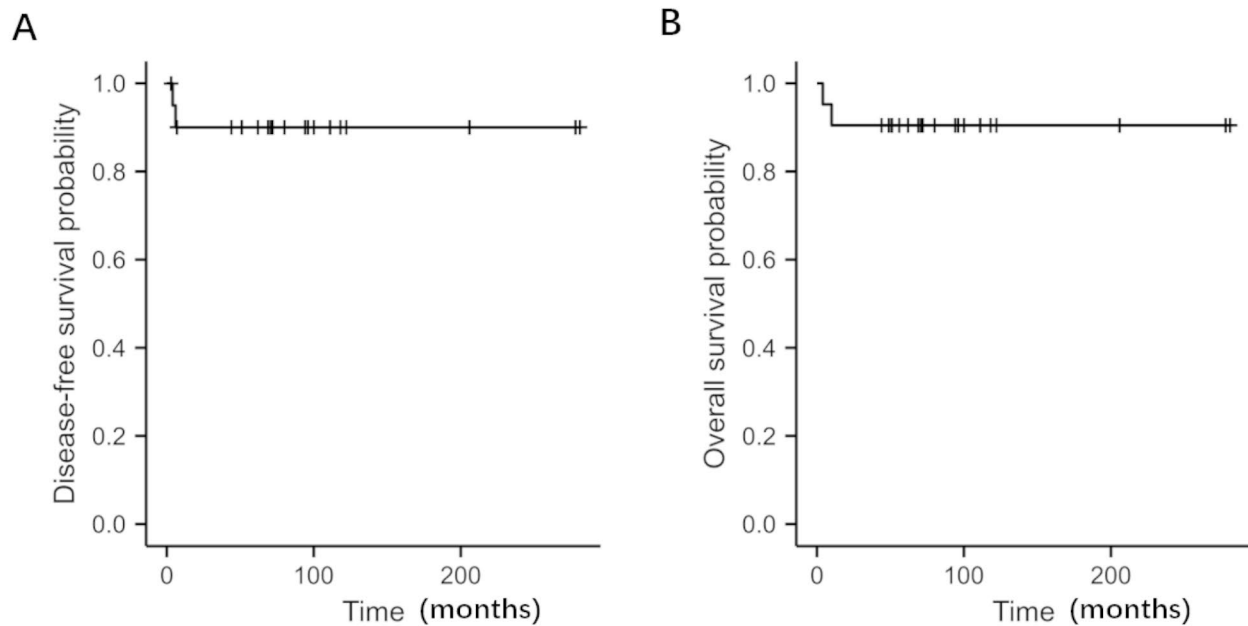 A
Disease-free survival probability
1.0
0.8
0.6
0.4
0.2
0.0
0 100 200
Time (months)
B
Overall survival probability
1.0
0.8
0.6
0.4
0.2
0.0
0 100 200
Time (months)